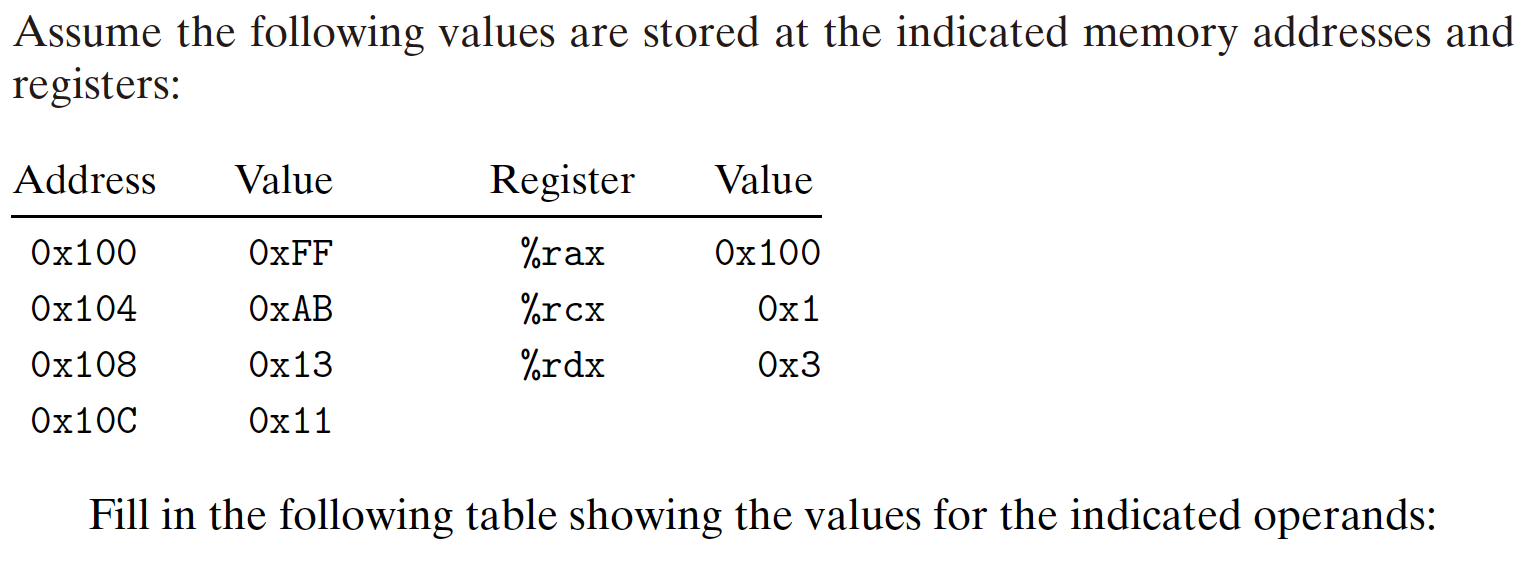 Assume the following values are stored at the indicated memory addresses and
registers:
Address Value Register Value
0x100 0xFF %rax 0x100
0x104 0xAB %rcx 0x1
0x108 0x13 %rdx 0x3
0x10C 0x11
Fill in the following table showing the values for the indicated operands: